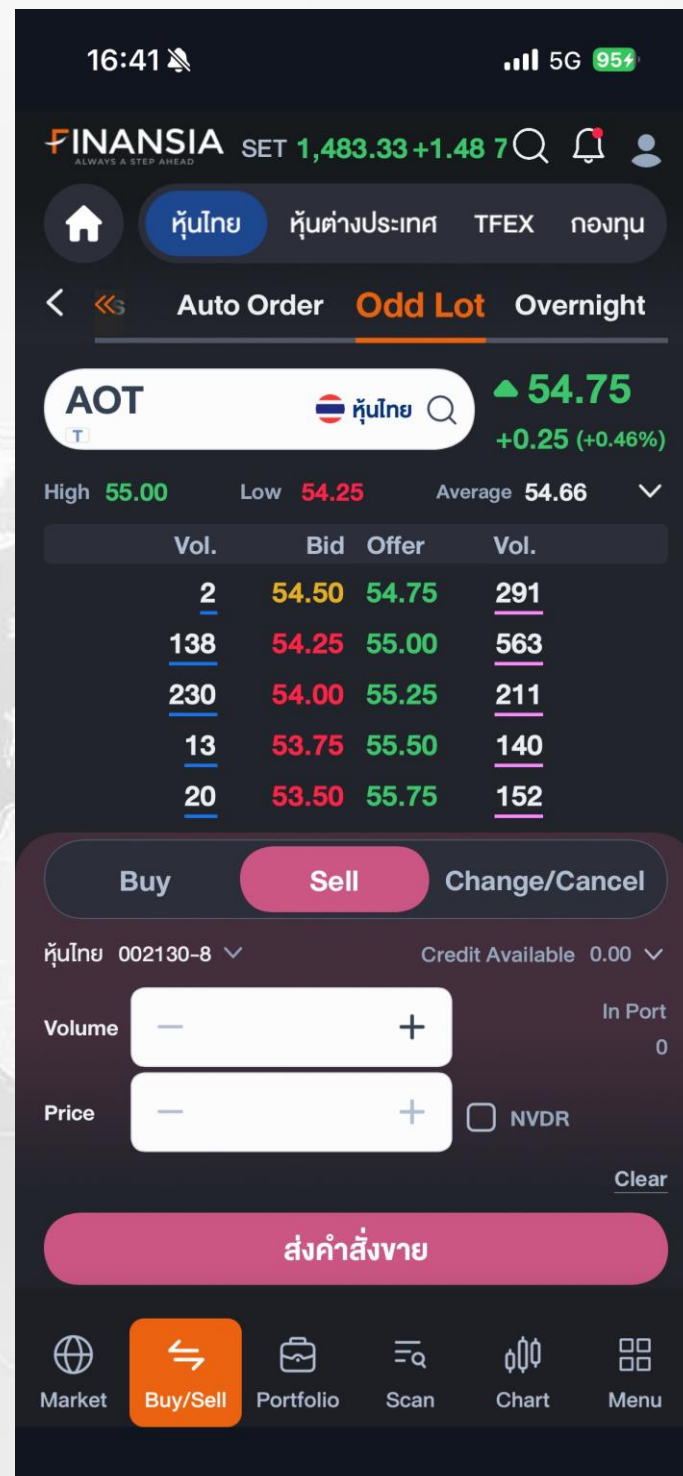 16:41 5G 95
FINANSIA SET 1,483.33 +1.48 7
ALWAYS A STEP AHEAD
หุ้นไทย หุ้นต่างประเทศ TFEX กองทุน
s Auto Order Odd Lot Overnight
AOT หุ้นไทย 54.75
T +0.25 (+0.46%)
High 55.00 Low 54.25 Average 54.66
Vol. Bid Offer Vol.
2 54.50 54.75 291
138 54.25 55.00 563
230 54.00 55.25 211
13 53.75 55.50 140
20 53.50 55.75 152
Buy Sell Change/Cancel
หุ้นไทย 002130-8 Credit Available 0.00
Volume − + In Port
0
Price − + NVDR
Clear
ส่งคำสั่งขาย
Market Buy/Sell Portfolio Scan Chart Menu